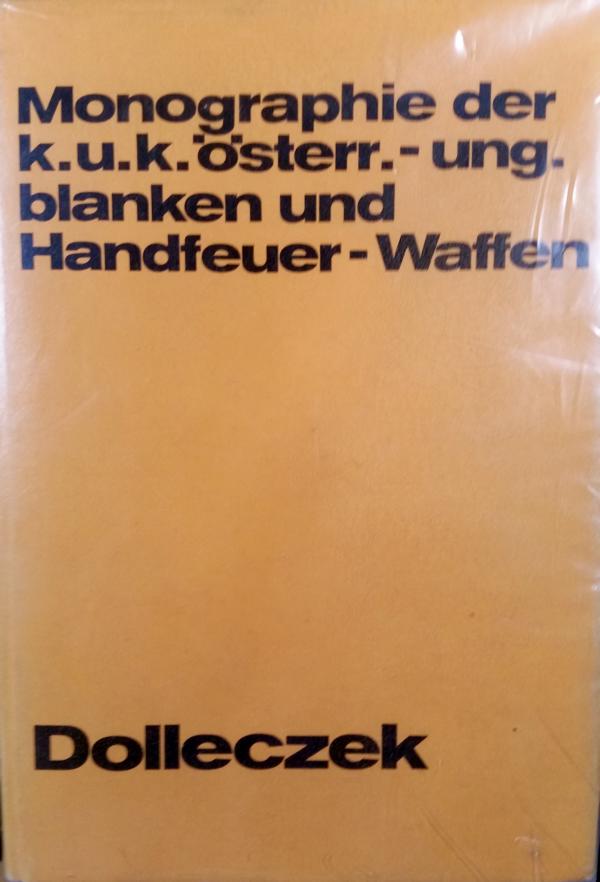 Monographie der
k.u.k.österr.-ung.
blanken und
Handfeuer-Waffen
Dolleczek